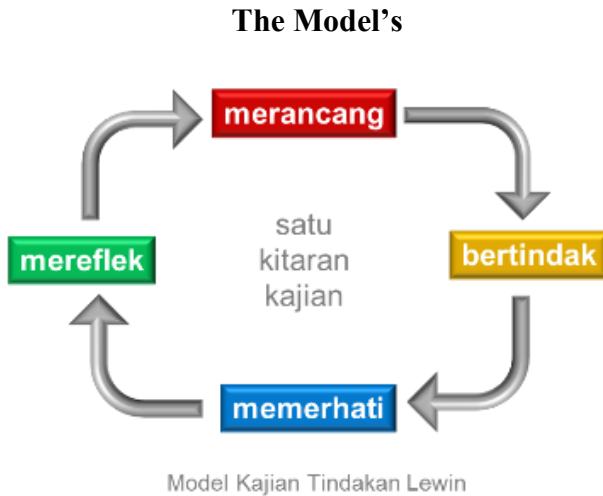 The Model's
merancang
mereflek
satu
kitaran
kajian
bertindak
memerhati
Model Kajian Tindakan Lewin